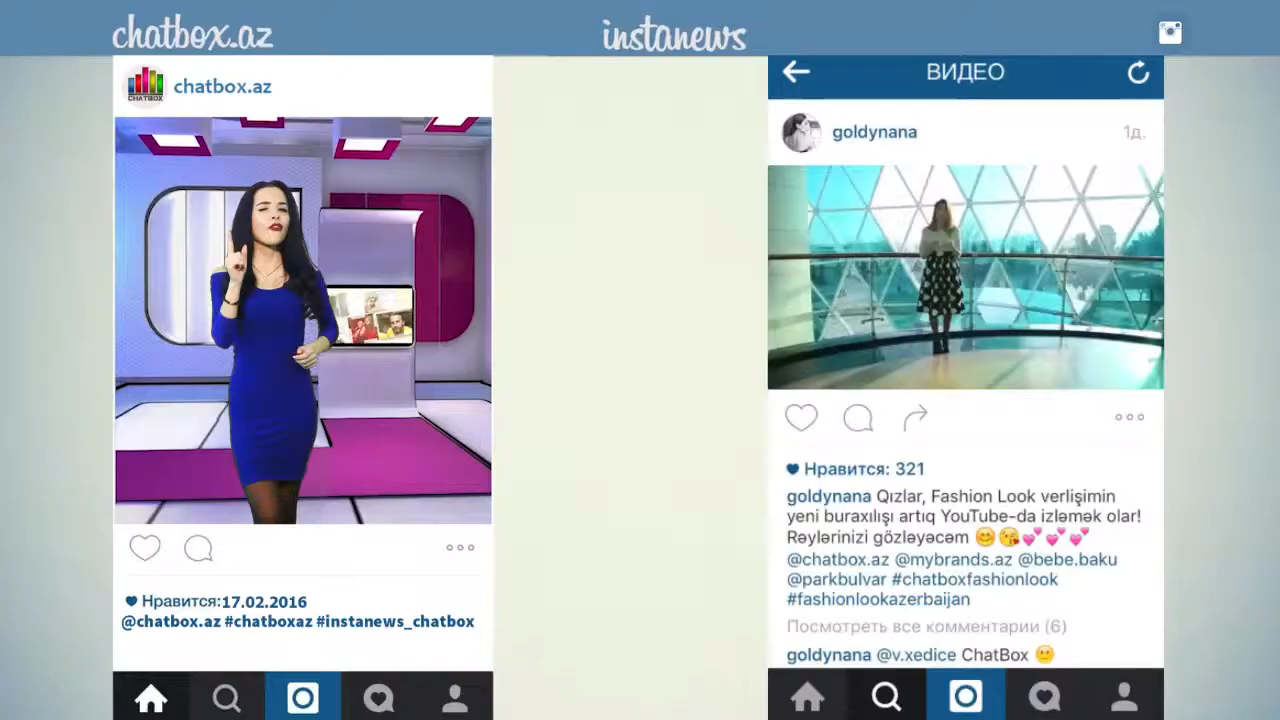 chatbox.az
instanews
CHATBOX
chatbox.az
Нравится:17.02.2016
@chatbox.az #chatboxaz #instanews_chatbox
ВИДЕО
goldynana
1д.
Нравится: 321
goldynana Qızlar, Fashion Look verlişimin
yeni buraxılışı artıq YouTube-da izləmək olar!
Rəylərinizi gözləyəcəm 😊😘💕💕💕
@chatbox.az @mybrands.az @bebe.baku
@parkbulvar #chatboxfashionlook
#fashionlookazerbaijan
Посмотреть все комментарии (6)
goldynana @v.xedice ChatBox 😕